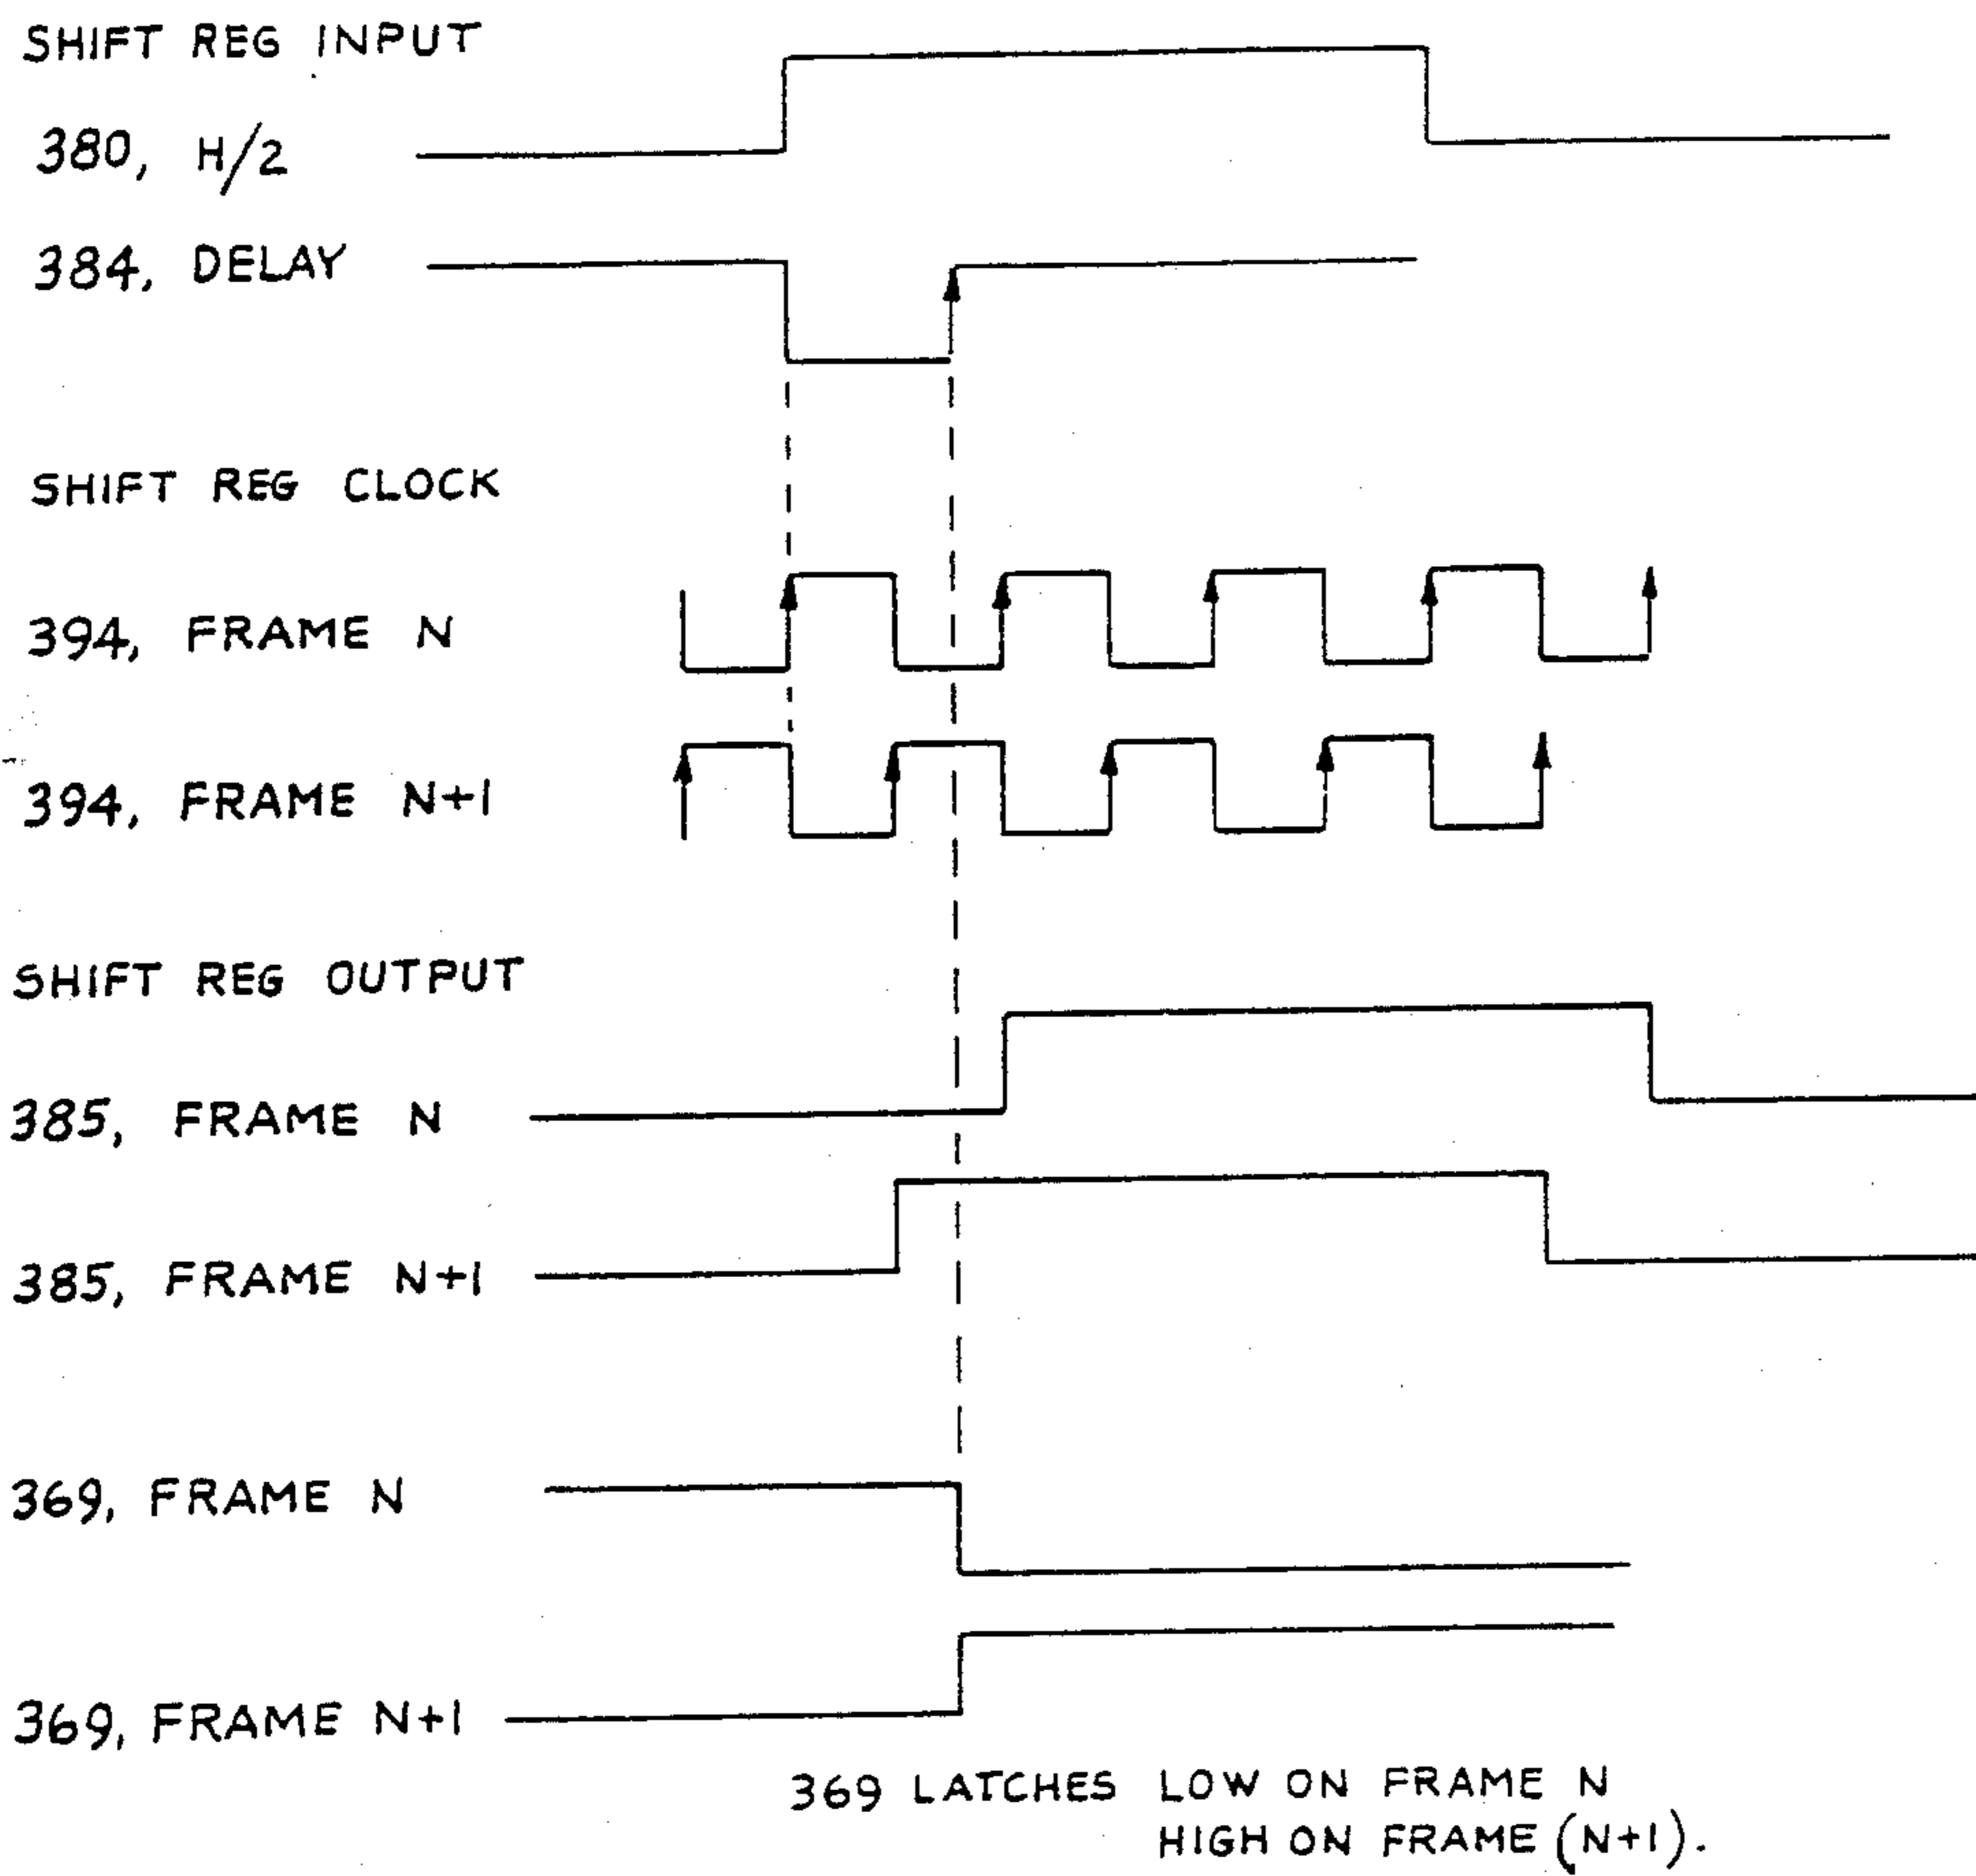 SHIFT REG INPUT
380, H/2
384, DELAY
SHIFT REG CLOCK
394, FRAME N
394, FRAME N+1
SHIFT REG OUTPUT
385, FRAME N
385, FRAME N+1
369, FRAME N
369, FRAME N+1
369 LATCHES LOW ON FRAME N
HIGH ON FRAME (N+1).